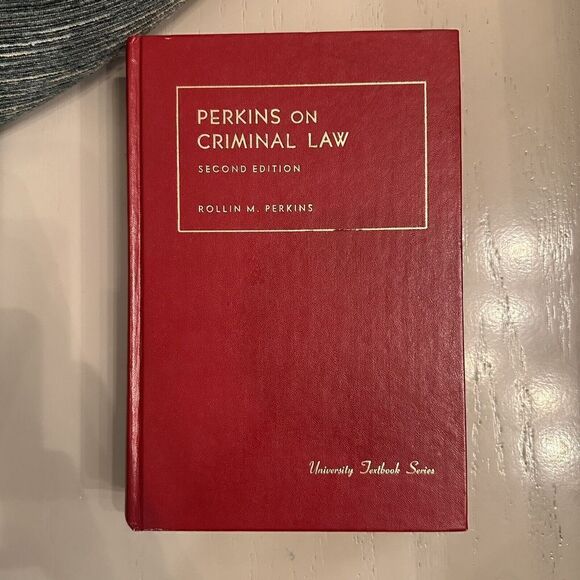 PERKINS ON
CRIMINAL LAW
SECOND EDITION
ROLLIN M. PERKINS
University Textbook Series